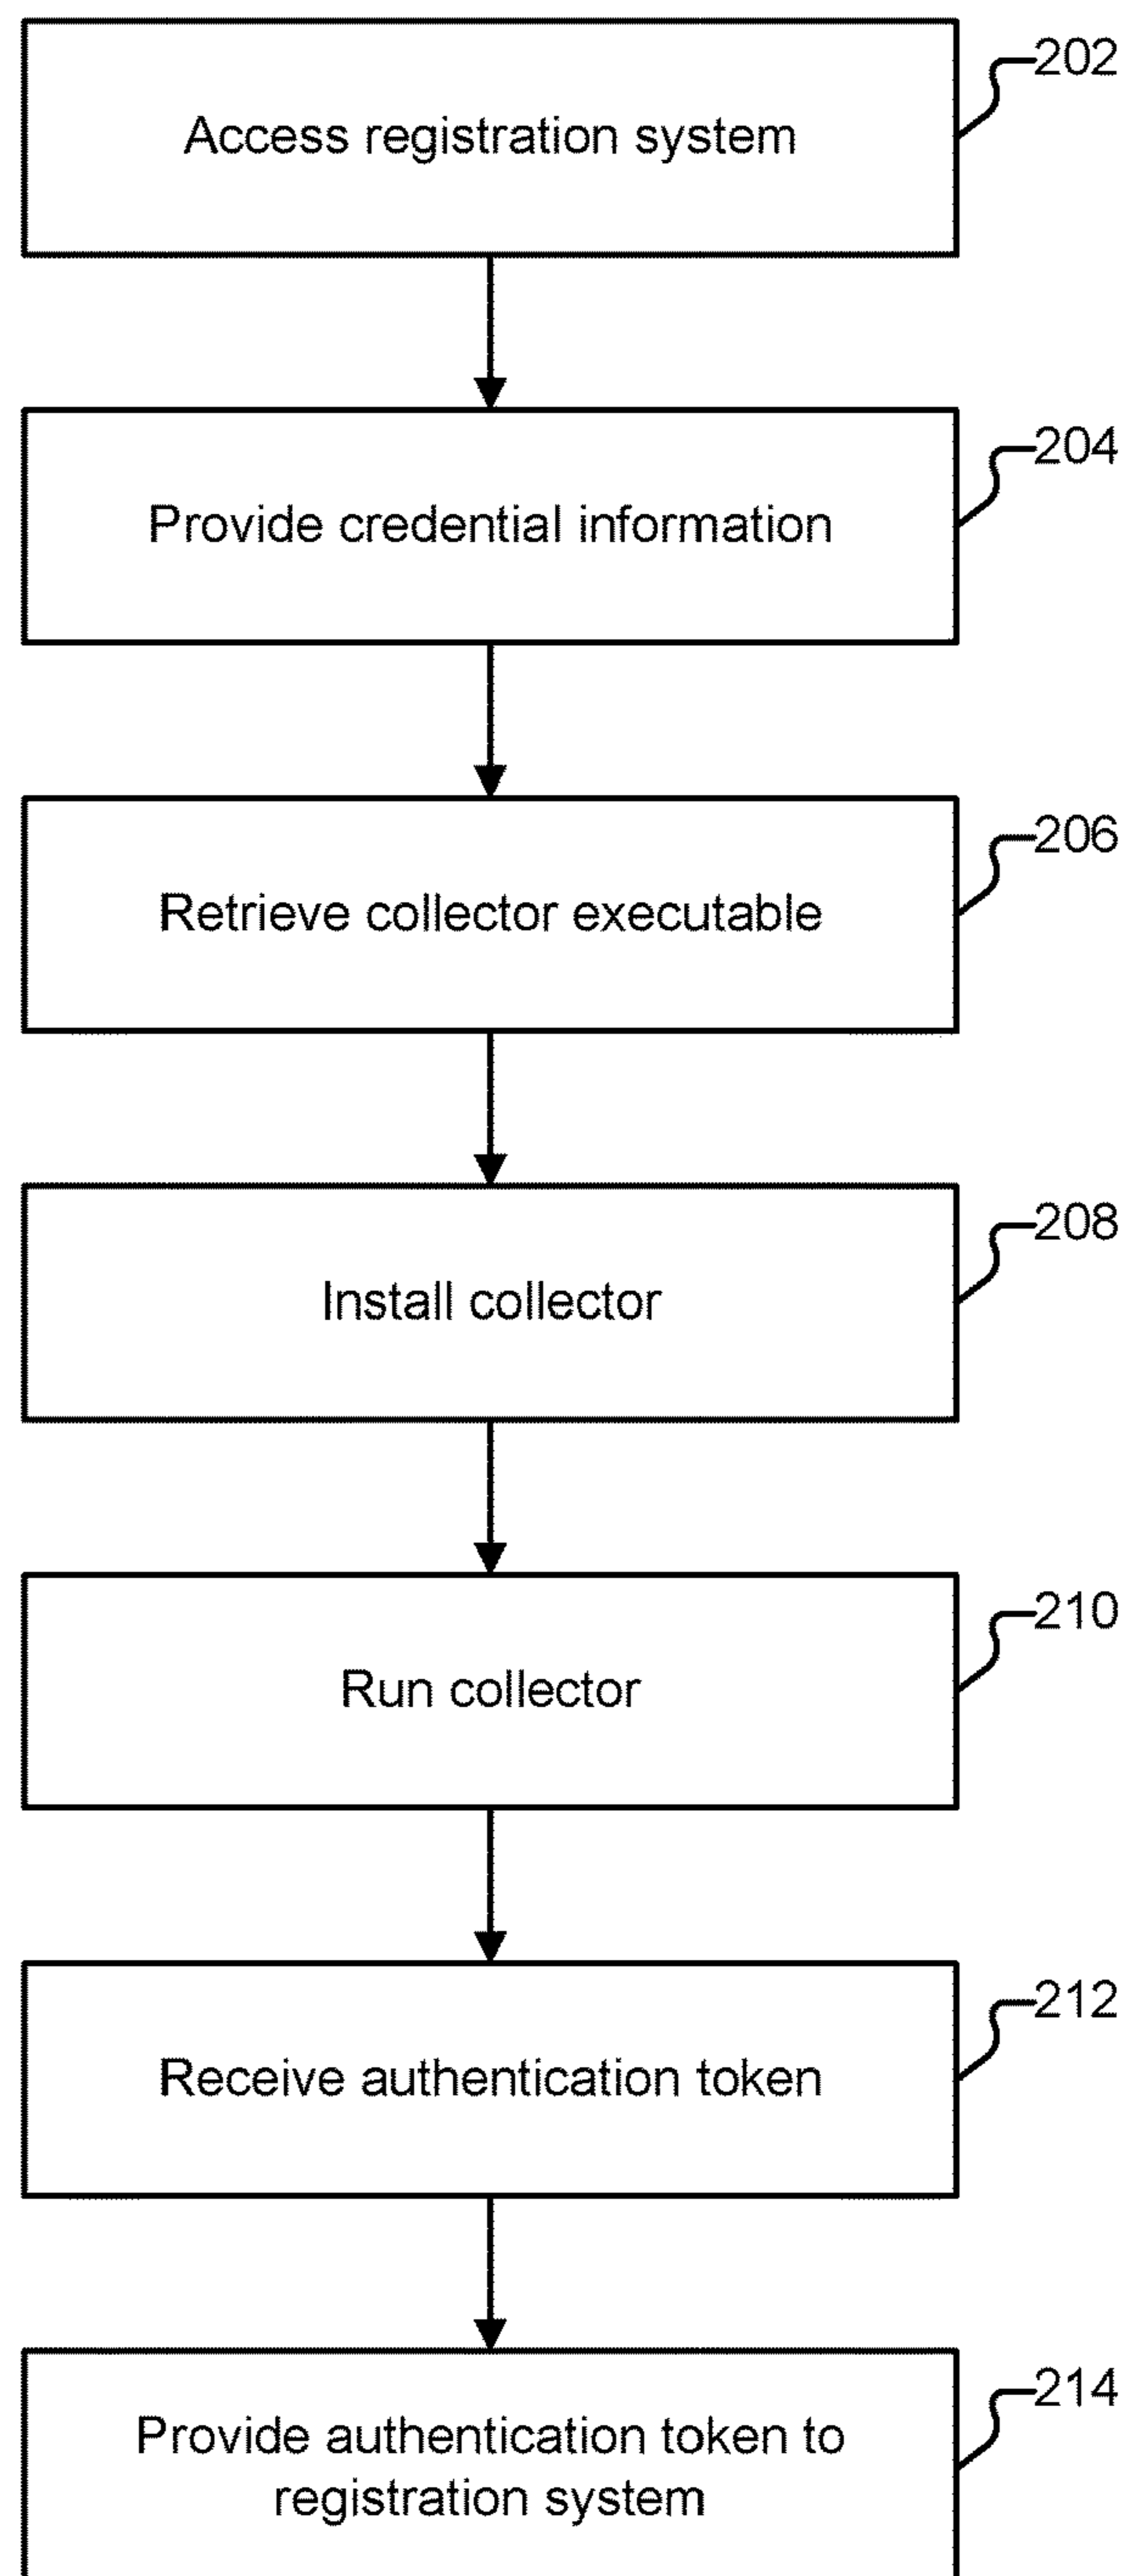 202
Access registration system
204
Provide credential information
206
Retrieve collector executable
208
Install collector
210
Run collector
212
Receive authentication token
214
Provide authentication token to
registration system